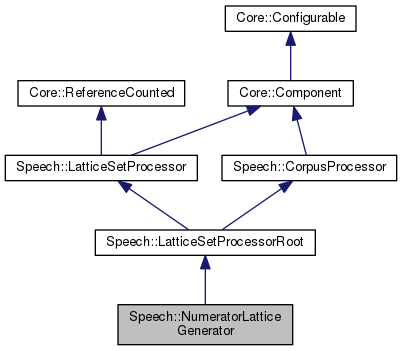 Core::Configurable
Core::ReferenceCounted
Core::Component
Speech::LatticeSetProcessor
Speech::CorpusProcessor
Speech::LatticeSetProcessorRoot
Speech::NumeratorLattice
Generator